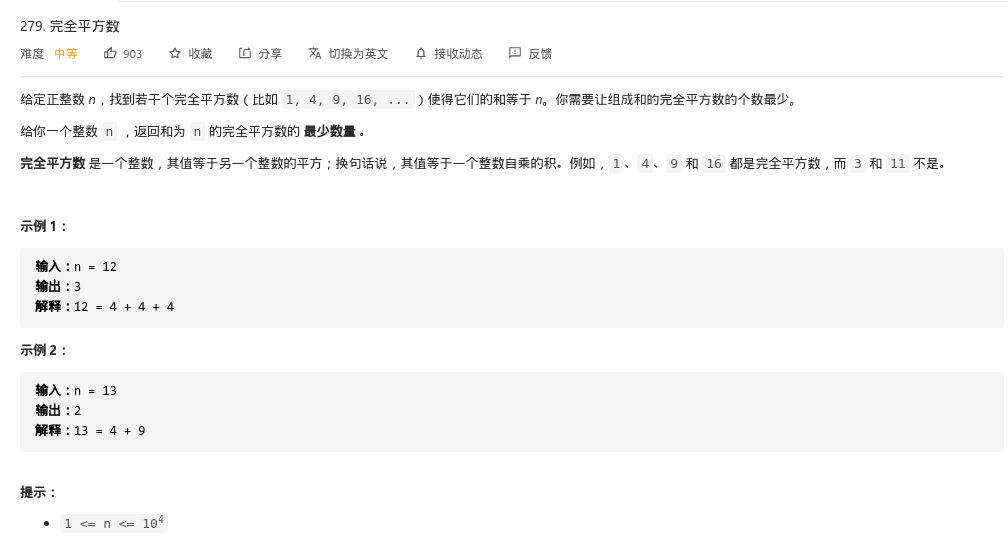 279. 完全平方数
难度 中等 903 收藏 分享 切换为英文 接收动态 反馈
给定正整数 n，找到若干个完全平方数（比如 1, 4, 9, 16, ... ）使得它们的和等于 n。你需要让组成和的完全平方数的个数最少。
给你一个整数 n ，返回和为 n 的完全平方数的 最少数量 。
完全平方数 是一个整数，其值等于另一个整数的平方；换句话说，其值等于一个整数自乘的积。例如，1、4、9 和 16 都是完全平方数，而 3 和 11 不是。
示例 1：
输入：n = 12
输出：3
解释：12 = 4 + 4 + 4
示例 2：
输入：n = 13
输出：2
解释：13 = 4 + 9
提示：
• 1 <= n <= 10⁴